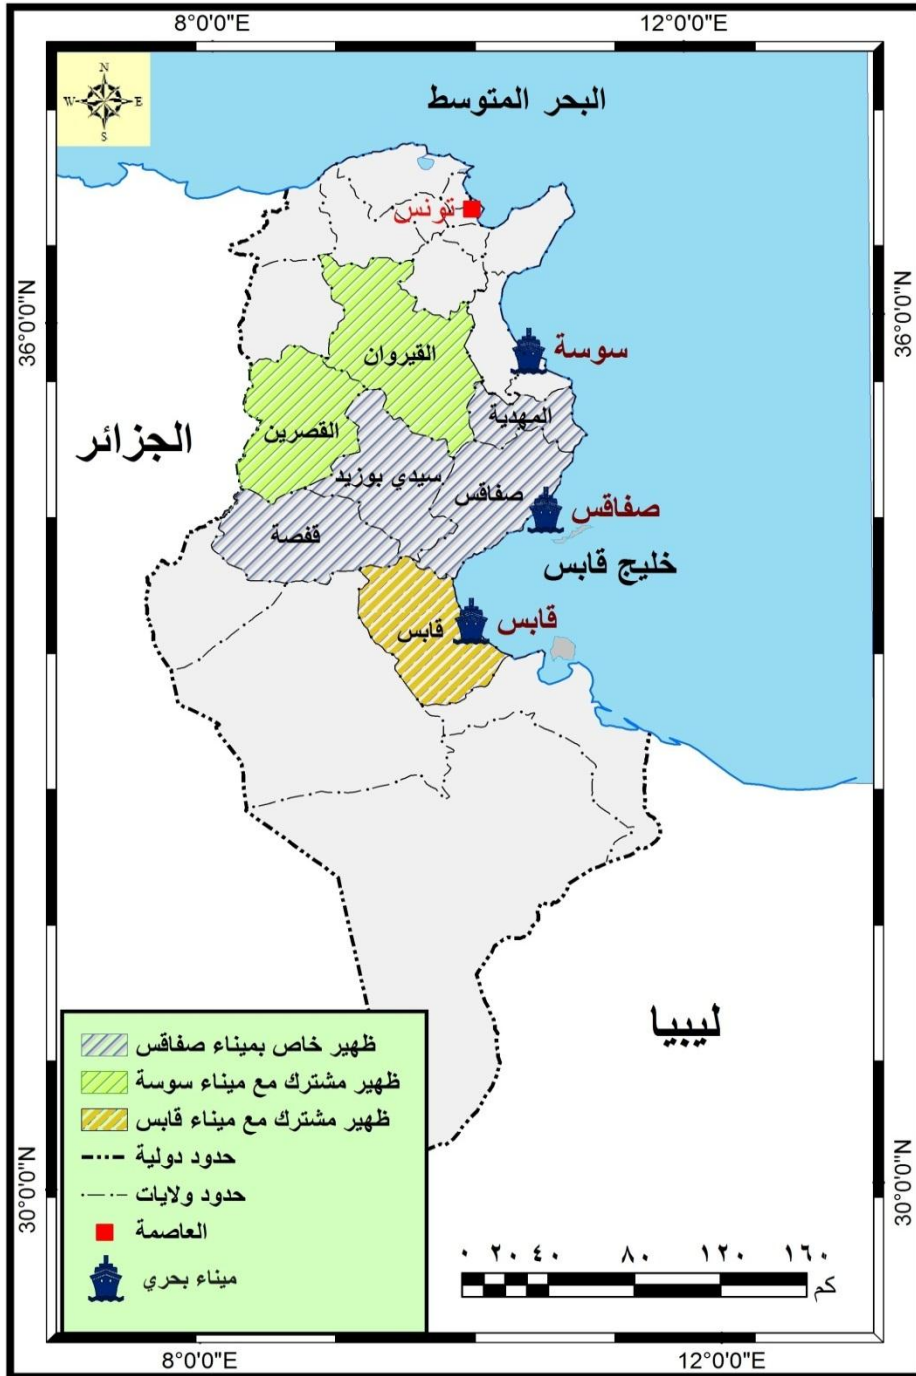 8°0'0"E
12°0'0"E
N
W E
S
البحر المتوسط
تونس
36°0'0"N
36°0'0"N
سوسة
القيروان
المهدية
الجزائر
القصرين
سيدي بوزيد
صفاقس
صفاقس
قفصة
خليج قابس
قابس
قابس
ليبيا
ظهير خاص بميناء صفاقس
ظهير مشترك مع ميناء سوسة
ظهير مشترك مع ميناء قابس
حدود دولية
حدود ولايات
العاصمة
ميناء بحري
30°0'0"N
30°0'0"N
٠ ٢٠ ٤٠ ٨٠ ١٢٠ ١٦٠
كم
8°0'0"E
12°0'0"E